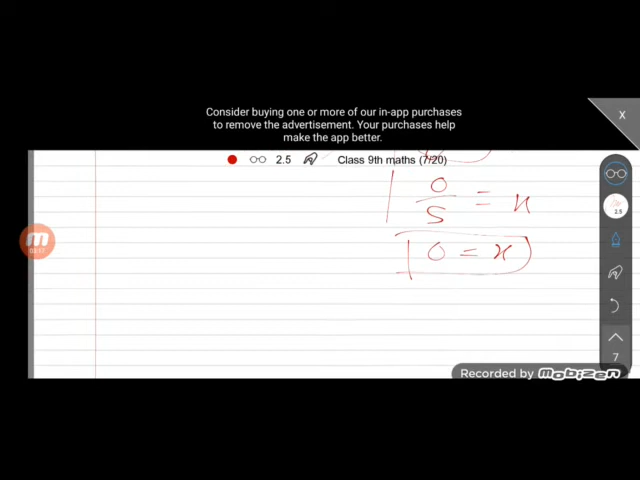 Consider buying one or more of our in-app purchases
to remove the advertisement. Your purchases help
make the app better.
X
2.5 Class 9th maths (7/20)
0/5 = x
0 = x
2.5
7
Recorded by mobizen